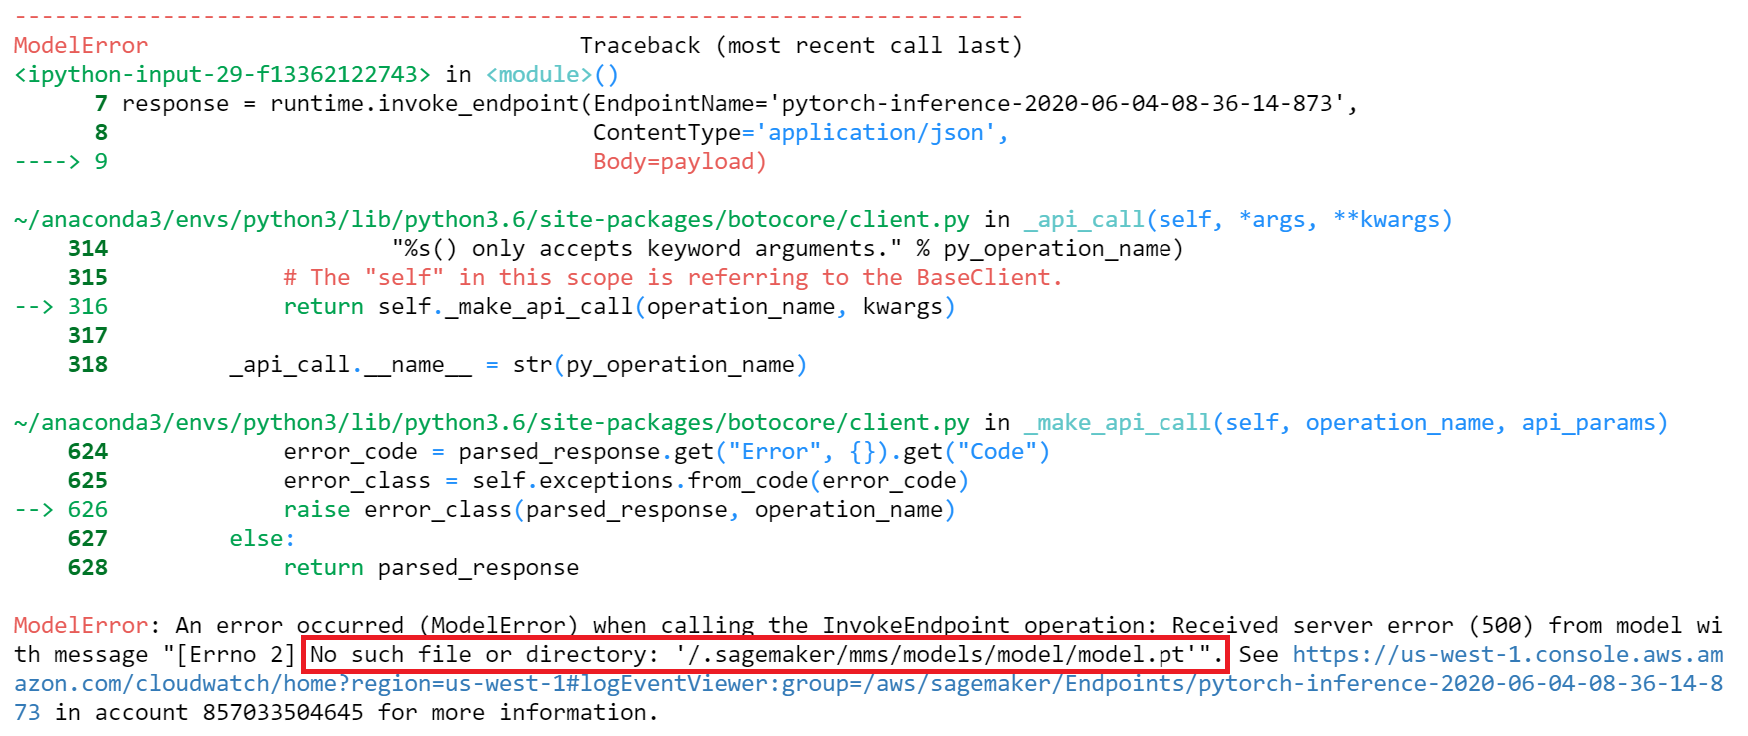 ---------------------------------------------------------------------------
ModelError                                Traceback (most recent call last)
<ipython-input-29-f13362122743> in <module>()
      7 response = runtime.invoke_endpoint(EndpointName='pytorch-inference-2020-06-04-08-36-14-873',
      8                                    ContentType='application/json',
----> 9                                    Body=payload)

~/anaconda3/envs/python3/lib/python3.6/site-packages/botocore/client.py in _api_call(self, *args, **kwargs)
    314                     "%s() only accepts keyword arguments." % py_operation_name)
    315             # The "self" in this scope is referring to the BaseClient.
--> 316             return self._make_api_call(operation_name, kwargs)
    317
    318         _api_call.__name__ = str(py_operation_name)

~/anaconda3/envs/python3/lib/python3.6/site-packages/botocore/client.py in _make_api_call(self, operation_name, api_params)
    624             error_code = parsed_response.get("Error", {}).get("Code")
    625             error_class = self.exceptions.from_code(error_code)
--> 626             raise error_class(parsed_response, operation_name)
    627         else:
    628             return parsed_response

ModelError: An error occurred (ModelError) when calling the InvokeEndpoint operation: Received server error (500) from model wi
th message "[Errno 2] No such file or directory: '/.sagemaker/mms/models/model/model.pt'". See https://us-west-1.console.aws.am
azon.com/cloudwatch/home?region=us-west-1#logEventViewer:group=/aws/sagemaker/Endpoints/pytorch-inference-2020-06-04-08-36-14-8
73 in account 857033504645 for more information.